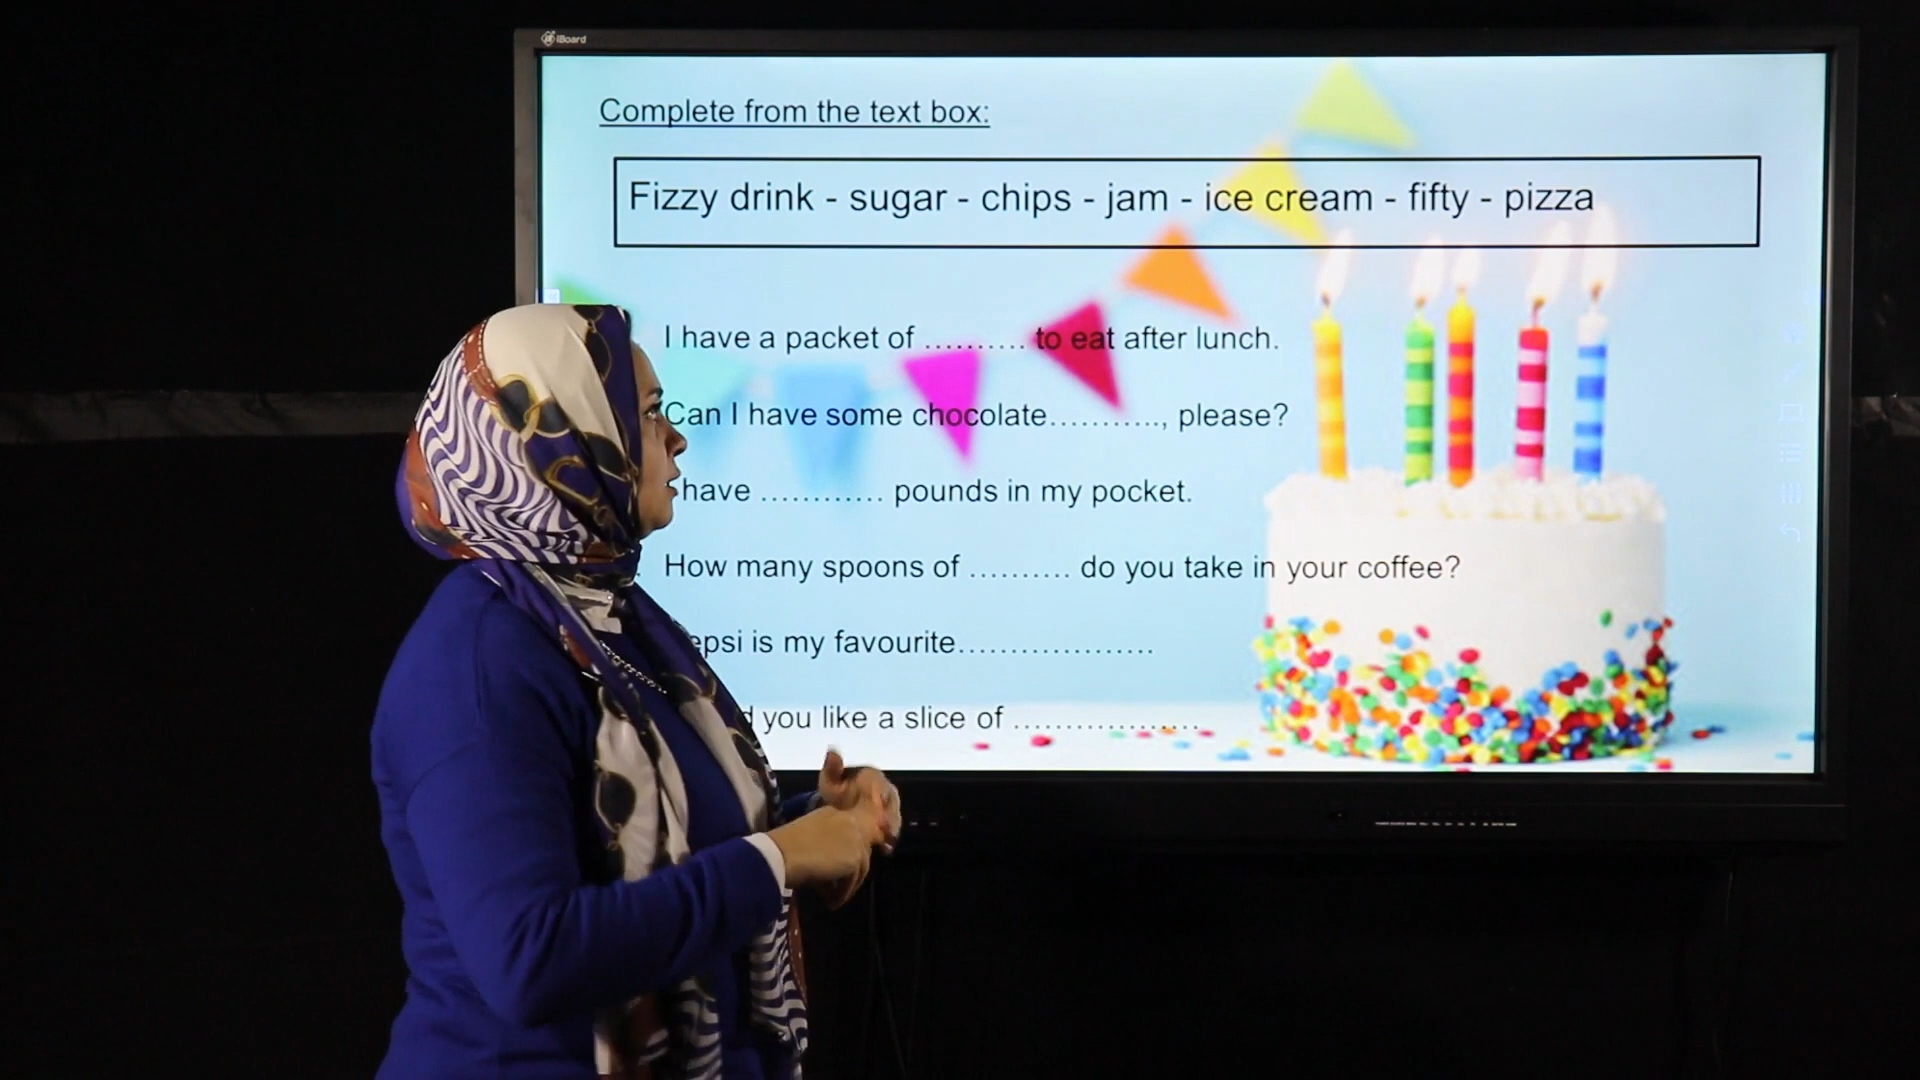 iBoard
Complete from the text box:
Fizzy drink - sugar - chips - jam - ice cream - fifty - pizza
I have a packet of .......... to eat after lunch.
Can I have some chocolate..........., please?
have ............ pounds in my pocket.
How many spoons of .......... do you take in your coffee?
is my favourite...................
you like a slice of ..................